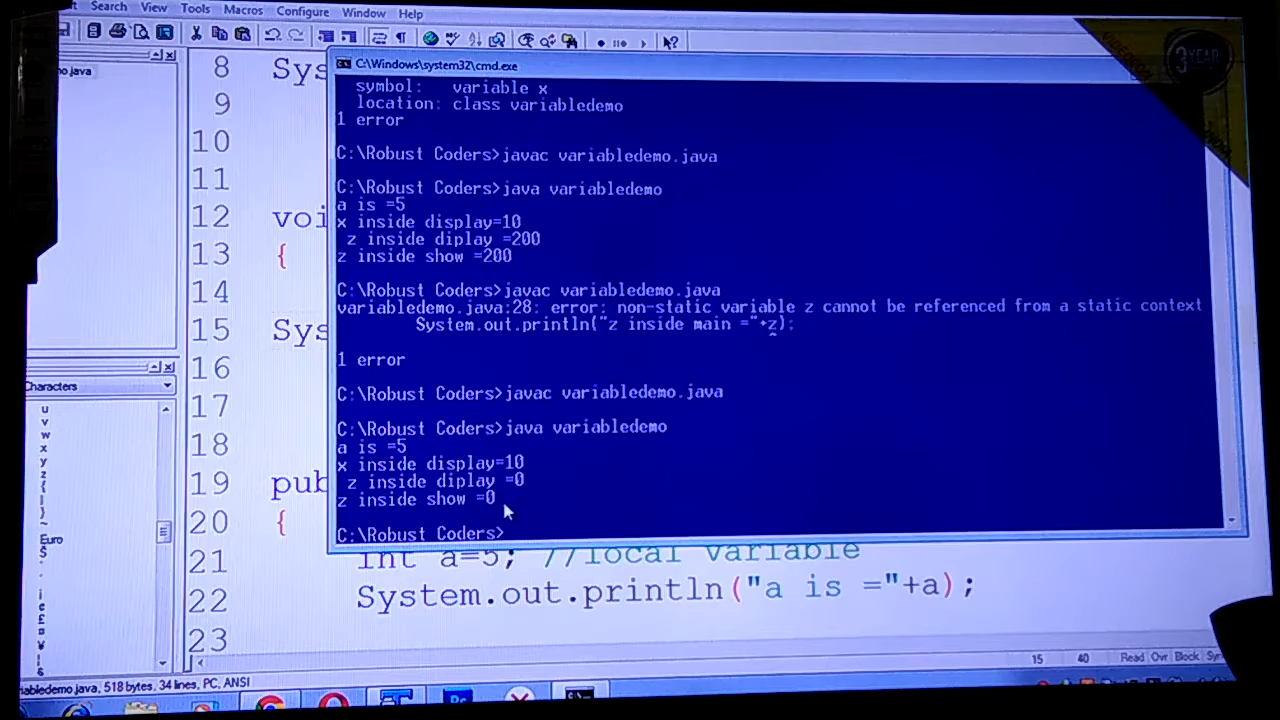 Search View Tools Macros Configure Window Help
C:\Windows\system32\cmd.exe
3 YEAR
symbol: variable x
location: class variabledemo
1 error
C:\Robust Coders>javac variabledemo.java
C:\Robust Coders>java variabledemo
a is =5
x inside display=10
z inside diplay =200
z inside show =200
C:\Robust Coders>javac variabledemo.java
variabledemo.java:28: error: non-static variable z cannot be referenced from a static context
System.out.println("z inside main ="+z);
^
1 error
C:\Robust Coders>javac variabledemo.java
C:\Robust Coders>java variabledemo
a is =5
x inside display=10
z inside diplay =0
z inside show =0
C:\Robust Coders>
8 Sys
9
10
11
12 voi
13 {
14
15 Sys
16
17
18
19 pub
20 {
21 int a=5; //local variable
22 System.out.println("a is ="+a);
23
Characters
u
v
w
x
y
z
{
|
}
~
Euro
15 40 Read Ovr Block
iabledemo.java, 518 bytes, 34 lines, PC, ANSI